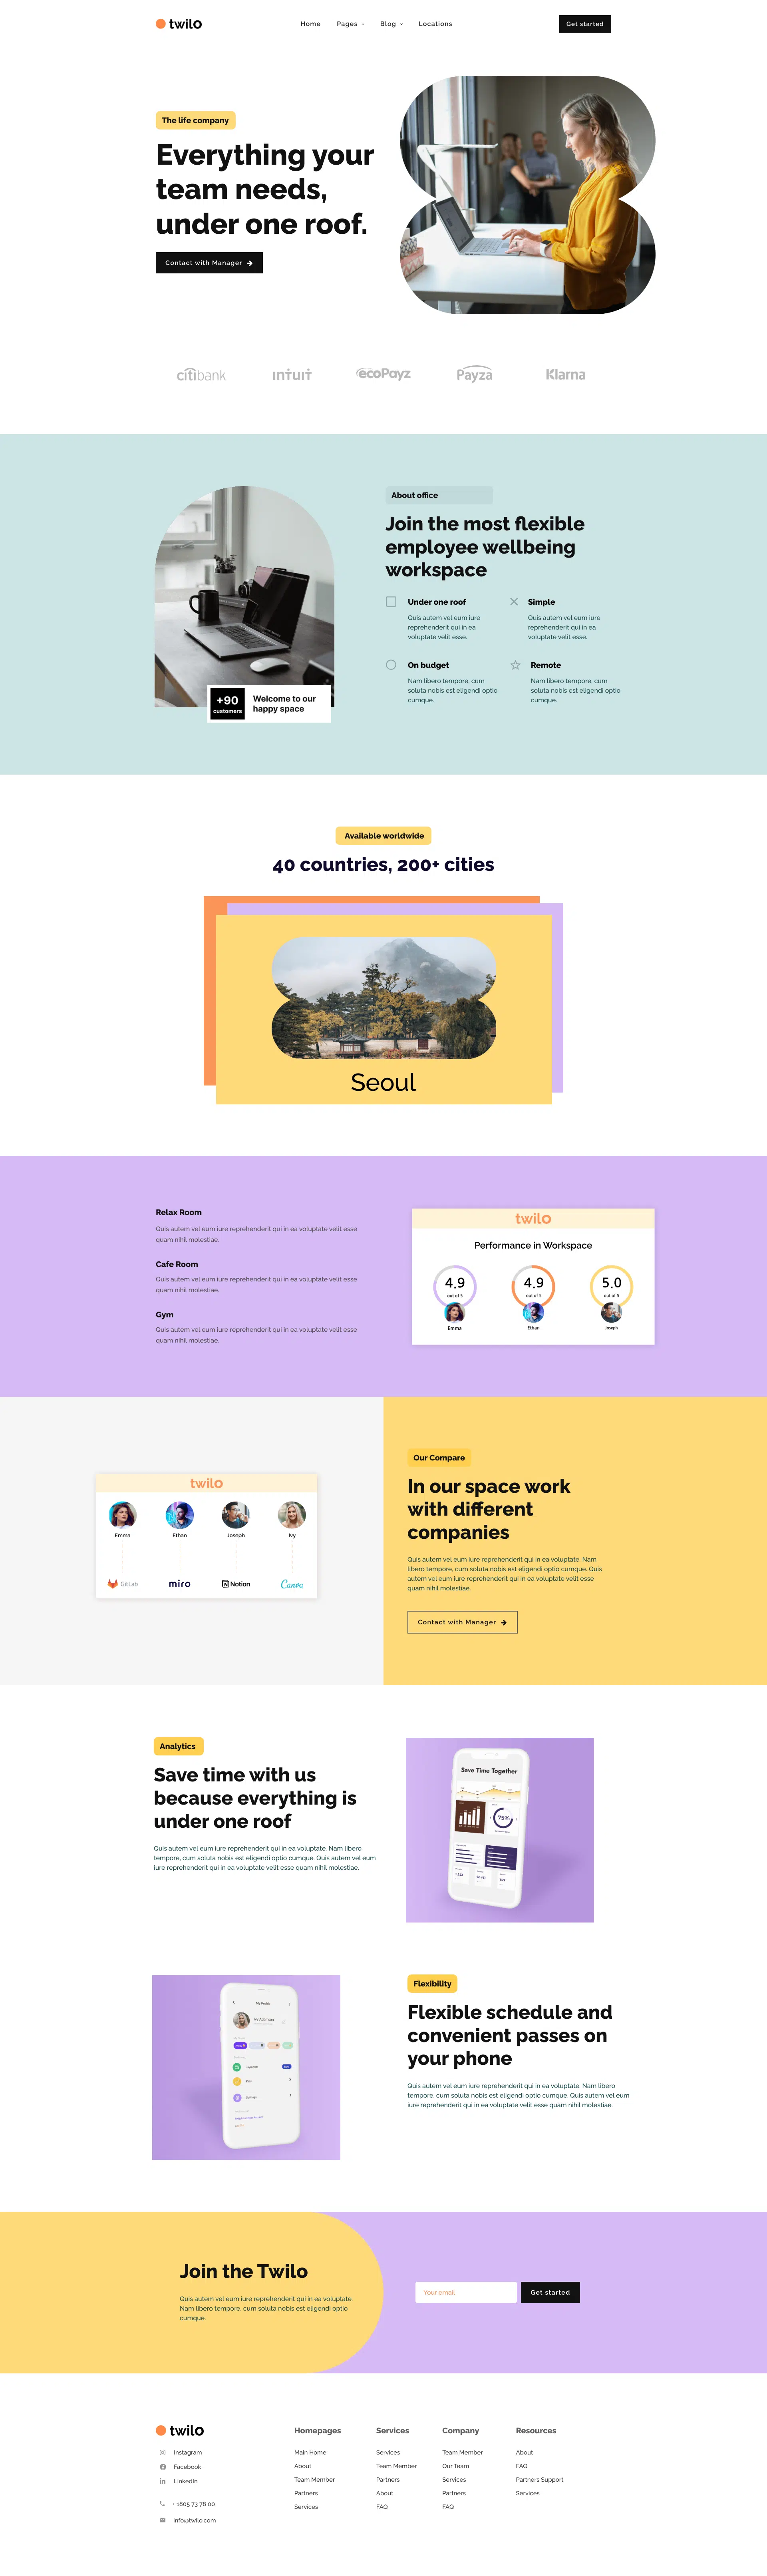 twilo
Home Pages Blog Locations
Get started
The life company
Everything your
team needs,
under one roof.
Contact with Manager
citibank
intuit
ecoPayz
Payza
Klarna
About office
Join the most flexible
employee wellbeing
workspace
Under one roof
Quis autem vel eum iure
reprehenderit qui in ea
voluptate velit esse.
Simple
Quis autem vel eum iure
reprehenderit qui in ea
voluptate velit esse.
On budget
Nam libero tempore, cum
soluta nobis est eligendi optio
cumque.
Remote
Nam libero tempore, cum
soluta nobis est eligendi optio
cumque.
+90
customers
Welcome to our
happy space
Available worldwide
40 countries, 200+ cities
Seoul
Relax Room
Quis autem vel eum iure reprehenderit qui in ea voluptate velit esse
quam nihil molestiae.
Cafe Room
Quis autem vel eum iure reprehenderit qui in ea voluptate velit esse
quam nihil molestiae.
Gym
Quis autem vel eum iure reprehenderit qui in ea voluptate velit esse
quam nihil molestiae.
twilo
Performance in Workspace
4.9
out of 5
Emma
4.9
out of 5
Ethan
5.0
out of 5
Joseph
twilo
Emma
Ethan
Joseph
Ivy
GitLab
miro
Notion
Canva
Our Compare
In our space work
with different
companies
Quis autem vel eum iure reprehenderit qui in ea voluptate. Nam
libero tempore, cum soluta nobis est eligendi optio cumque. Quis
autem vel eum iure reprehenderit qui in ea voluptate velit esse
quam nihil molestiae.
Contact with Manager
Analytics
Save time with us
because everything is
under one roof
Quis autem vel eum iure reprehenderit qui in ea voluptate. Nam libero
tempore, cum soluta nobis est eligendi optio cumque. Quis autem vel eum
iure reprehenderit qui in ea voluptate velit esse quam nihil molestiae.
Save Time Together
75%
My Profile
Flexibility
Flexible schedule and
convenient passes on
your phone
Quis autem vel eum iure reprehenderit qui in ea voluptate. Nam libero
tempore, cum soluta nobis est eligendi optio cumque. Quis autem vel eum
iure reprehenderit qui in ea voluptate velit esse quam nihil molestiae.
Join the Twilo
Quis autem vel eum iure reprehenderit qui in ea voluptate.
Nam libero tempore, cum soluta nobis est eligendi optio
cumque.
Your email
Get started
twilo
Instagram
Facebook
LinkedIn
+ 1805 73 78 00
info@twilo.com
Homepages
Main Home
About
Team Member
Partners
Services
Services
Services
Team Member
Partners
About
FAQ
Company
Team Member
Our Team
Services
Partners
FAQ
Resources
About
FAQ
Partners Support
Services